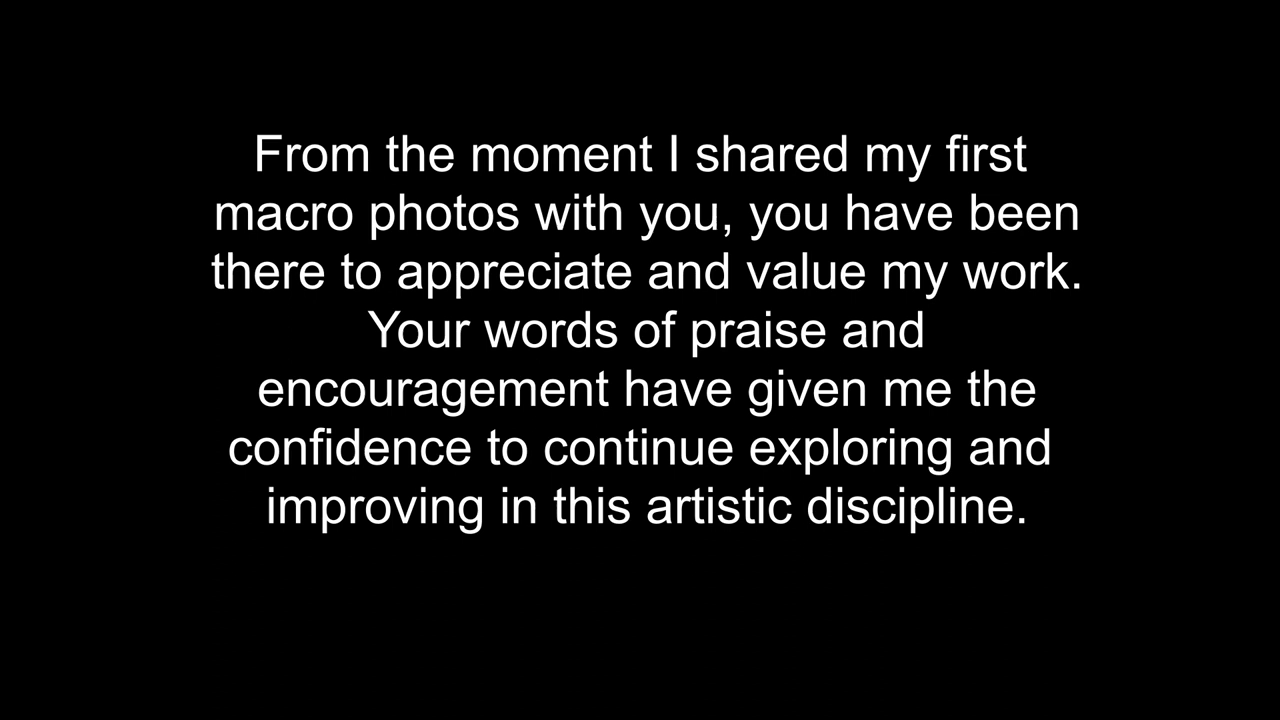 From the moment I shared my first
macro photos with you, you have been
there to appreciate and value my work.
Your words of praise and
encouragement have given me the
confidence to continue exploring and
improving in this artistic discipline.